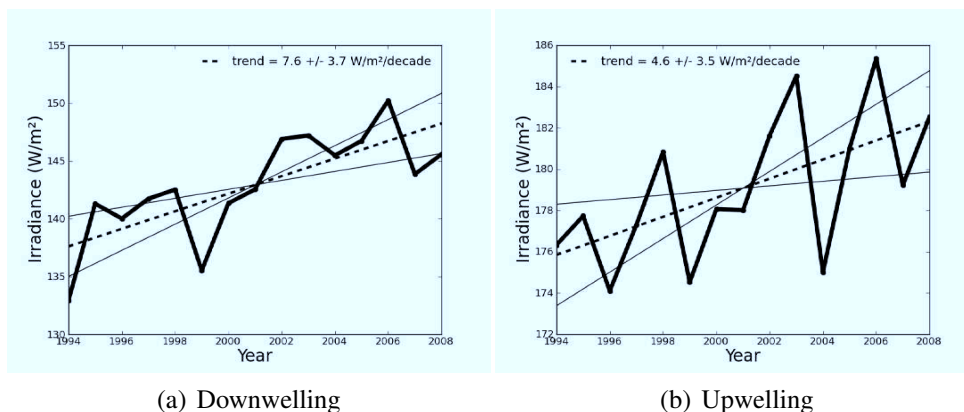 155
150
145
140
135
130
1994 1996 1998 2000 2002 2004 2006 2008
trend = 7.6 +/- 3.7 W/m²/decade
Irradiance (W/m²)
Year
(a) Downwelling
186
184
182
180
178
176
174
172
1994 1996 1998 2000 2002 2004 2006 2008
trend = 4.6 +/- 3.5 W/m²/decade
Irradiance (W/m²)
Year
(b) Upwelling